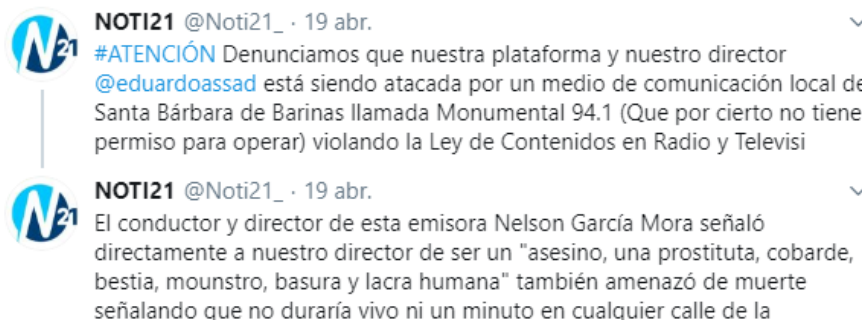 NOTI21 @Noti21_ · 19 abr.
#ATENCIÓN Denunciamos que nuestra plataforma y nuestro director
@eduardoassad está siendo atacada por un medio de comunicación local de
Santa Bárbara de Barinas llamada Monumental 94.1 (Que por cierto no tiene
permiso para operar) violando la Ley de Contenidos en Radio y Televisi
N21
NOTI21 @Noti21_ · 19 abr.
El conductor y director de esta emisora Nelson García Mora señaló
directamente a nuestro director de ser un "asesino, una prostituta, cobarde,
bestia, mounstro, basura y lacra humana" también amenazó de muerte
señalando que no duraría vivo ni un minuto en cualquier calle de la
N21